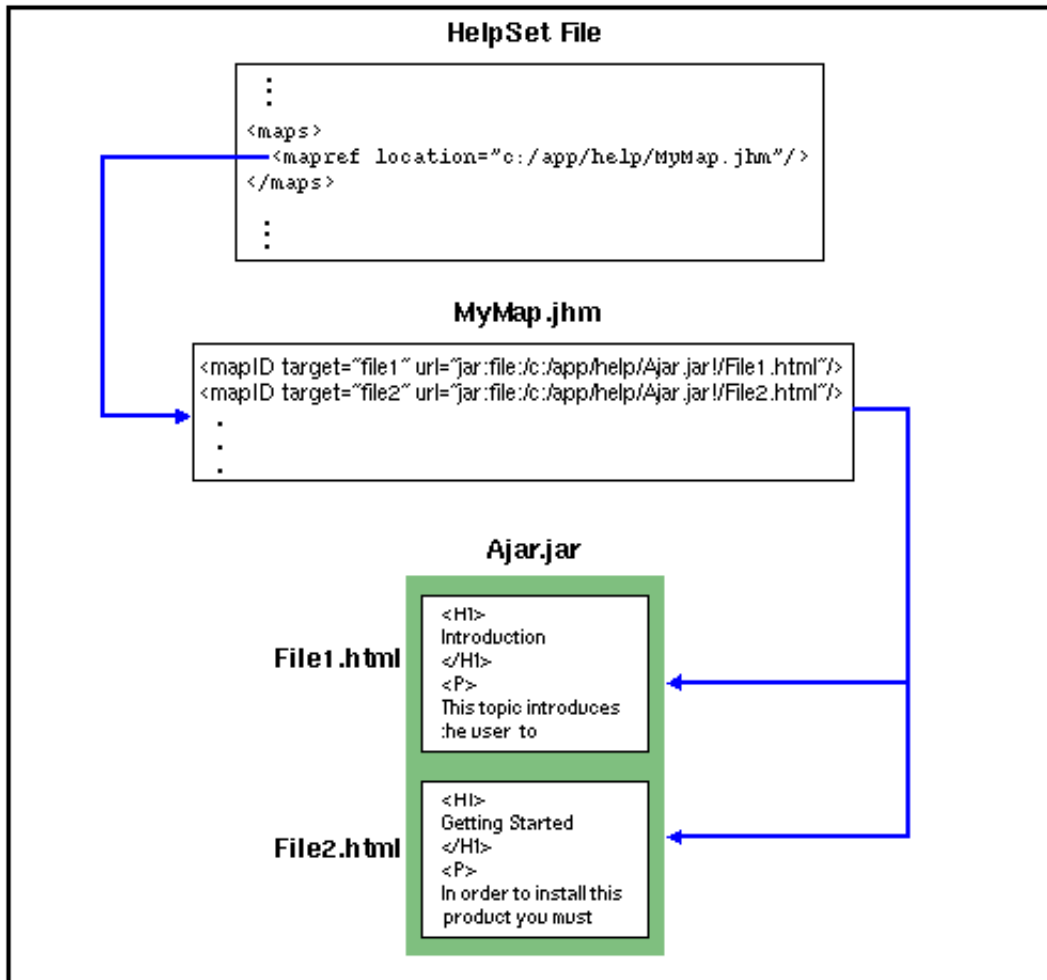 HelpSet File
<maps>
<mapref location="c:/app/help/MyMap.jhm"/>
</maps>
MyMap.jhm
<mapID target="file1" url="jar:file:/c:/app/help/Ajar.jar!/File1.html"/>
<mapID target="file2" url="jar:file:/c:/app/help/Ajar.jar!/File2.html"/>
Ajar.jar
File1.html
<H1>
Introduction
</H1>
<P>
This topic introduces
the user to
File2.html
<H1>
Getting Started
</H1>
<P>
In order to install this
product you must